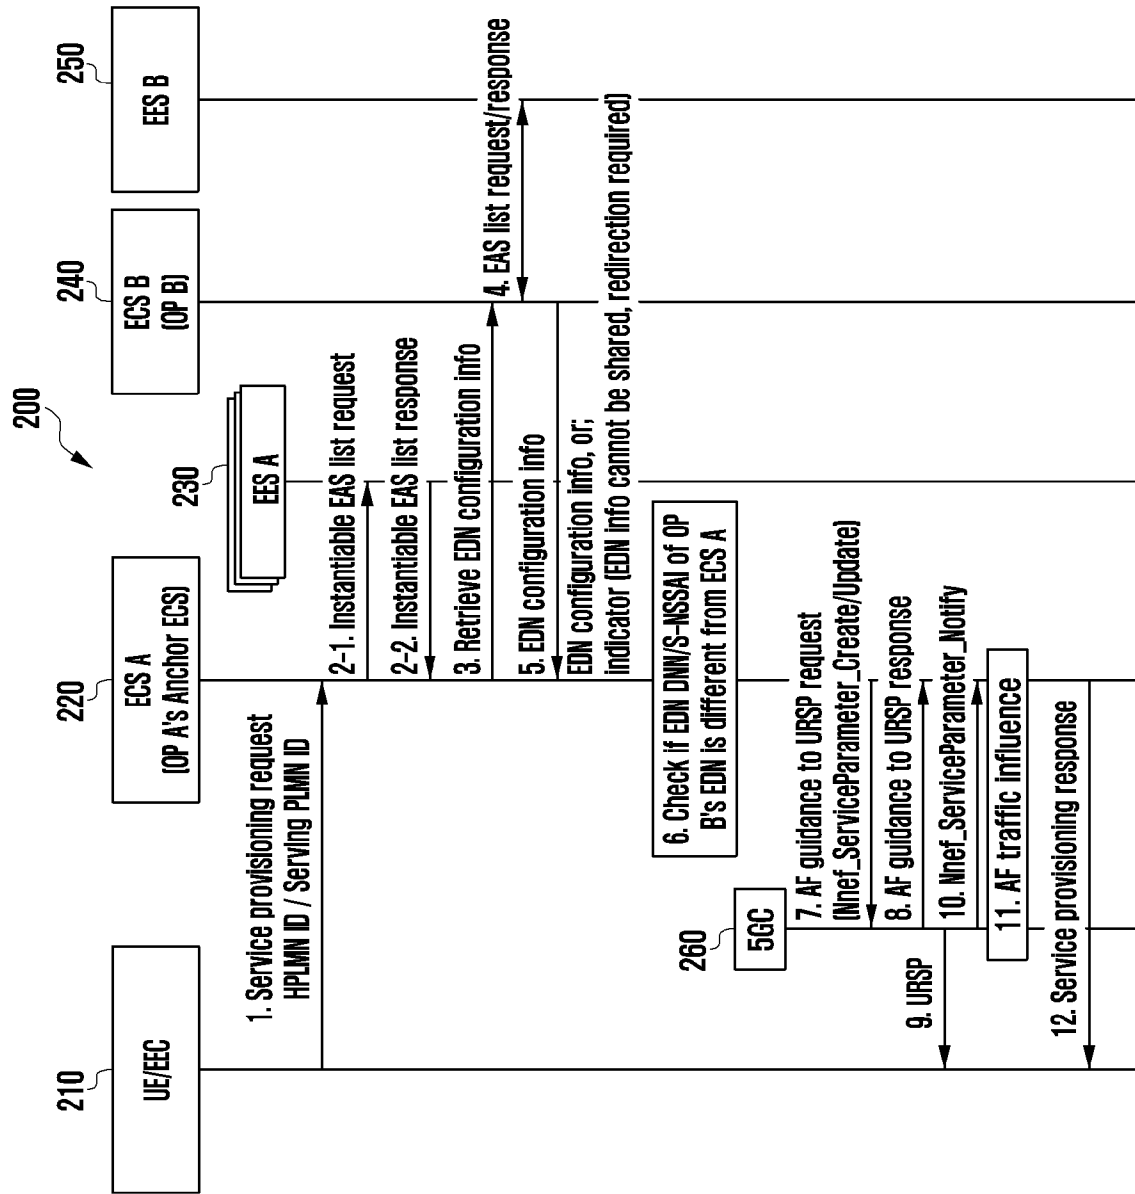 200
210
UE/EEC
220
ECS A
(OP A's Anchor ECS)
230
EES A
240
ECS B
(OP B)
250
EES B
1. Service provisioning request
HPLMN ID / Serving PLMN ID
2-1. Instantiable EAS list request
2-2. Instantiable EAS list response
3. Retrieve EDN configuration info
4. EAS list request/response
5. EDN configuration info
EDN configuration info, or;
indicator (EDN info cannot be shared, redirection required)
6. Check if EDN DNN/S-NSSAI of OP
B's EDN is different from ECS A
260
5GC
7. AF guidance to URSP request
(Nnef_ServiceParameter_Create/Update)
8. AF guidance to URSP response
9. URSP
10. Nnef_ServiceParameter_Notify
11. AF traffic influence
12. Service provisioning response